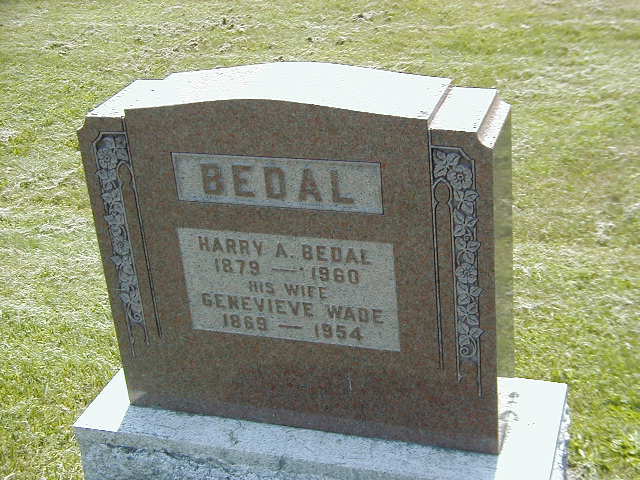 BEDAL
HARRY A. BEDAL
1879 — 1960
HIS WIFE
GENEVIEVE WADE
1869 — 1954